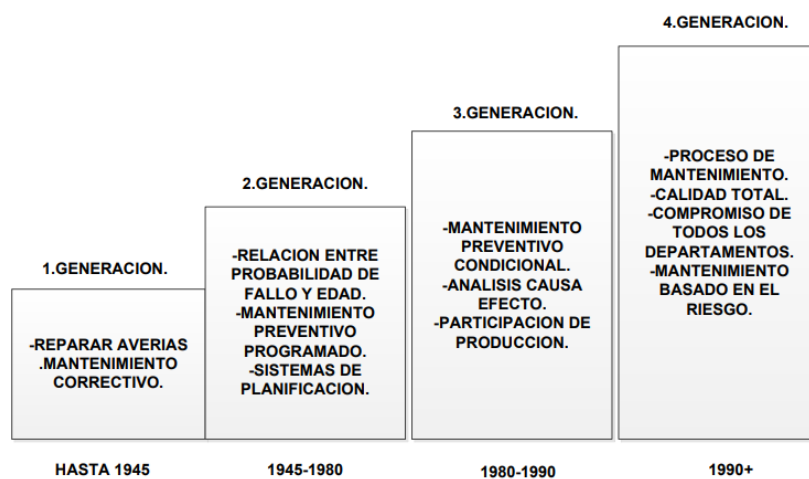 1.GENERACION.
-REPARAR AVERIAS
.MANTENIMIENTO
CORRECTIVO.
HASTA 1945
2.GENERACION.
-RELACION ENTRE
PROBABILIDAD DE
FALLO Y EDAD.
-MANTENIMIENTO
PREVENTIVO
PROGRAMADO.
-SISTEMAS DE
PLANIFICACION.
1945-1980
3.GENERACION.
-MANTENIMIENTO
PREVENTIVO
CONDICIONAL.
-ANALISIS CAUSA
EFECTO.
-PARTICIPACION DE
PRODUCCION.
1980-1990
4.GENERACION.
-PROCESO DE
MANTENIMIENTO.
-CALIDAD TOTAL.
-COMPROMISO DE
TODOS LOS
DEPARTAMENTOS.
-MANTENIMIENTO
BASADO EN EL
RIESGO.
1990+